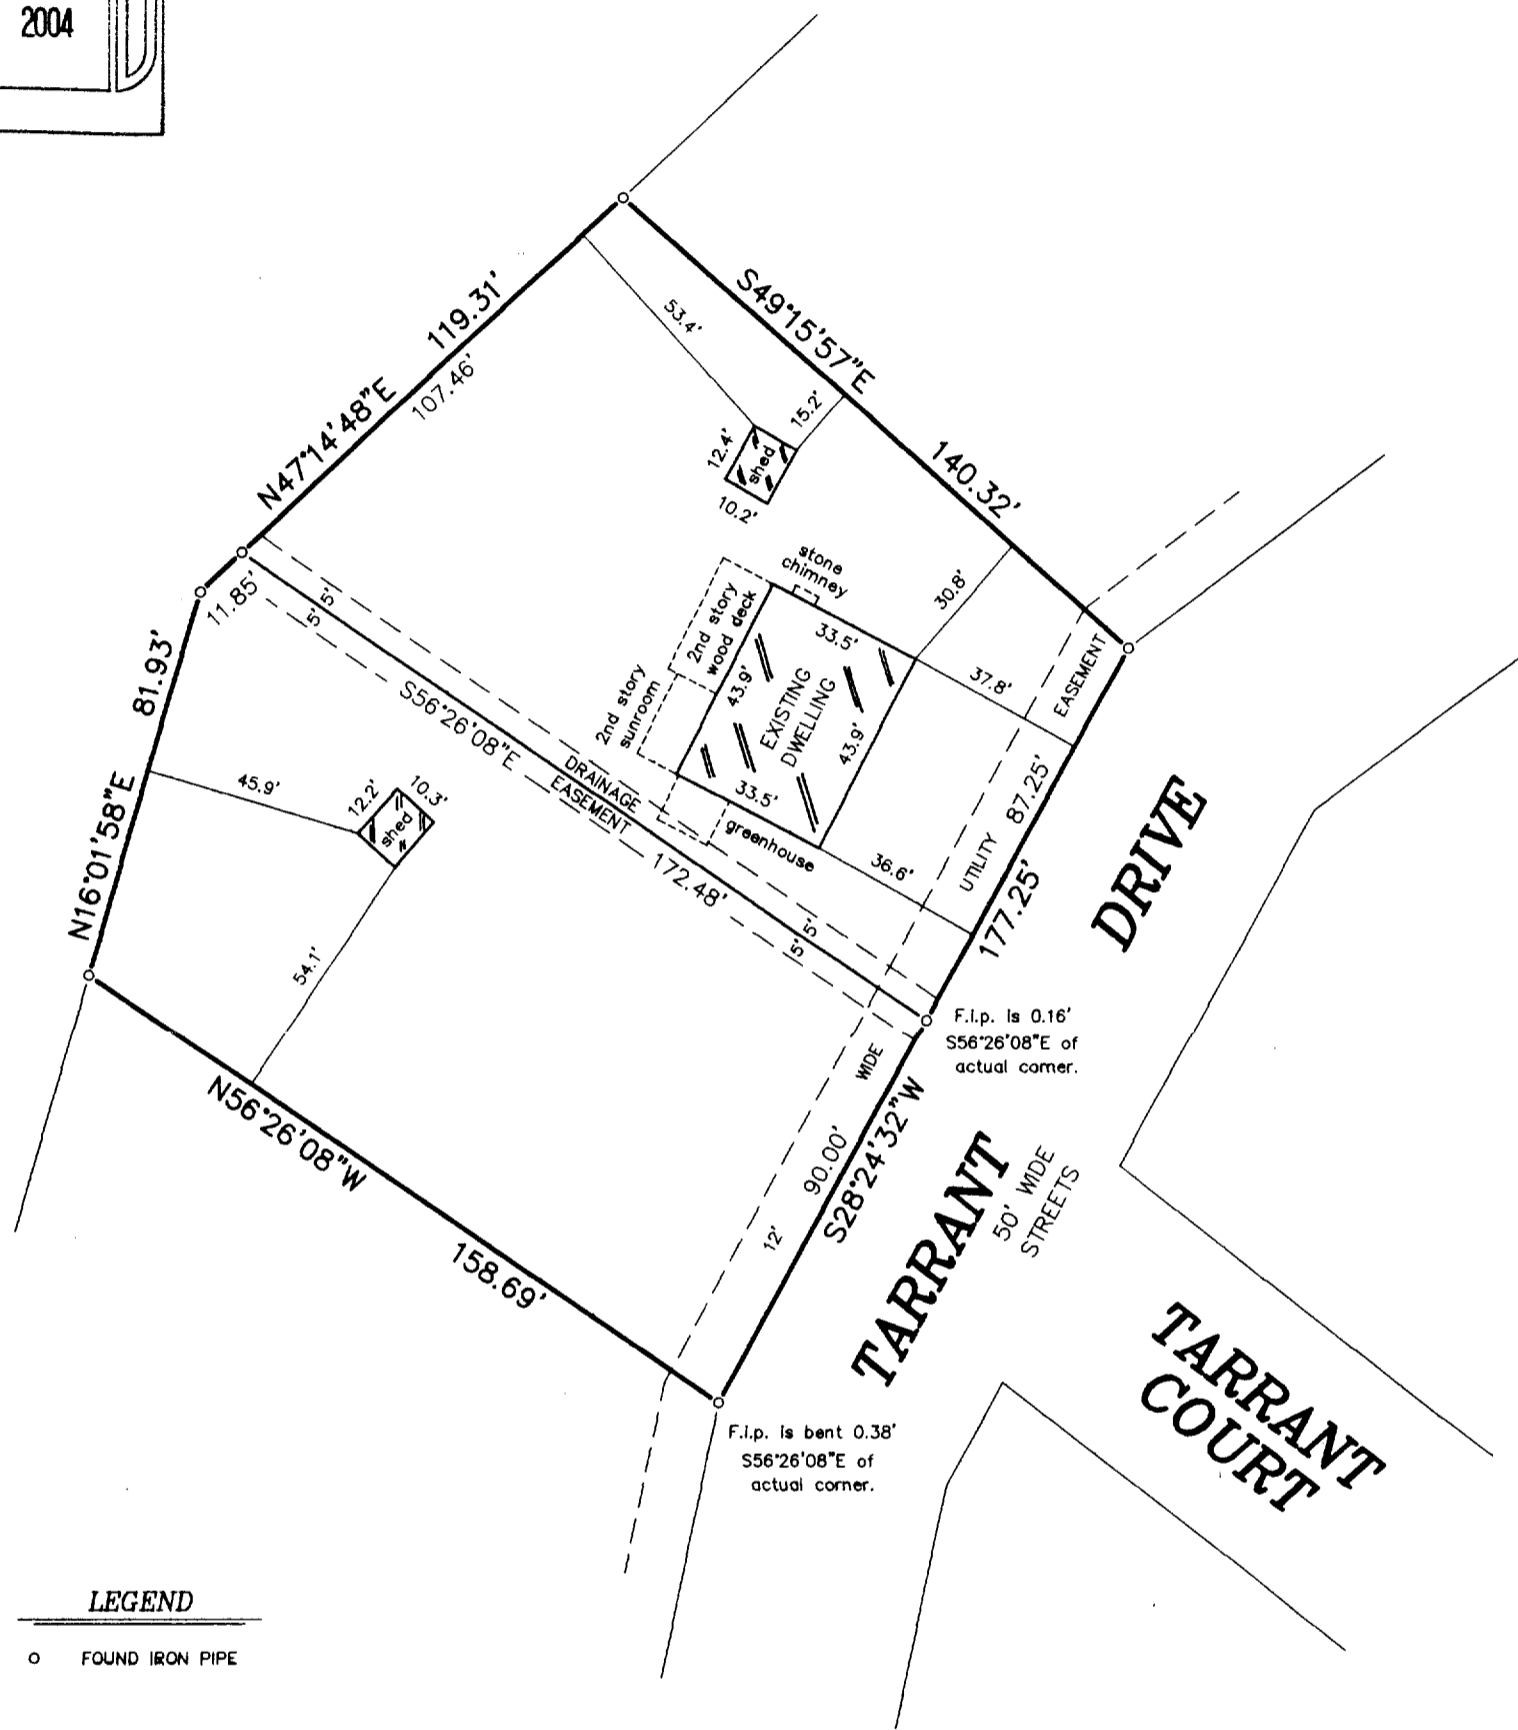 2004
119.31'
N47°14'48"E
107.46'
S49°15'57"E
140.32'
53.4'
15.2'
12.4'
shed
10.2'
stone
chimney
2nd story
wood deck
2nd story
sunroom
33.5'
43.9'
EXISTING
DWELLING
43.9'
33.5'
30.8'
37.8'
36.6'
greenhouse
11.85'
5'
5'
S56°26'08"E
172.48'
DRAINAGE
EASEMENT
5'
5'
81.93'
N16°01'58"E
45.9'
12.2'
10.3'
shed
54.1'
N56°26'08"W
158.69'
EASEMENT
UTILITY
WIDE
12'
87.25'
177.25'
90.00'
S28°24'32"W
F.i.p. is 0.16'
S56°26'08"E of
actual corner.
F.i.p. is bent 0.38'
S56°26'08"E of
actual corner.
TARRANT DRIVE
50' WIDE
STREETS
TARRANT
COURT
LEGEND
FOUND IRON PIPE